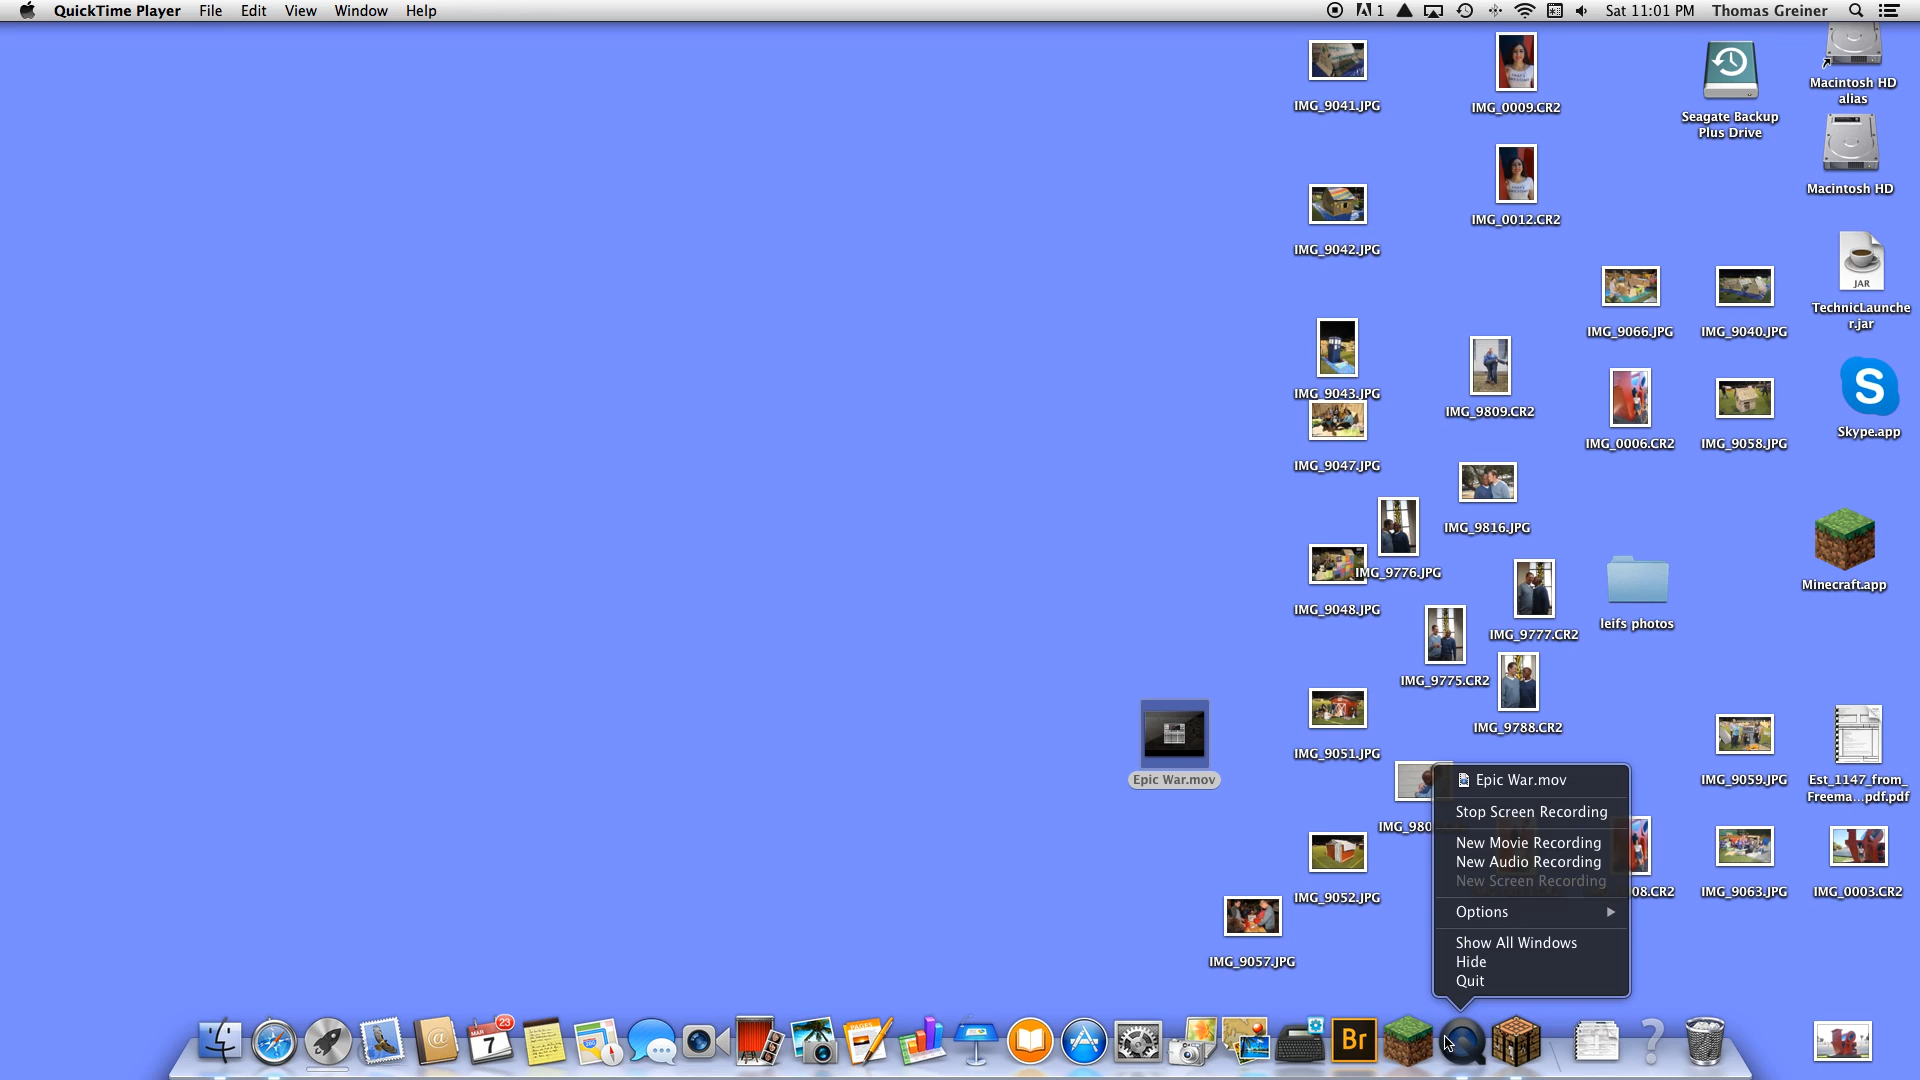 QuickTime Player File Edit View Window Help
1 Sat 11:01 PM Thomas Greiner
IMG_9041.JPG
IMG_0009.CR2
Seagate Backup
Plus Drive
Macintosh HD
alias
Macintosh HD
IMG_9042.JPG
IMG_0012.CR2
IMG_9066.JPG
IMG_9040.JPG
JAR
TechnicLaunche
r.jar
IMG_9043.JPG
IMG_9809.CR2
IMG_0006.CR2
IMG_9058.JPG
S
Skype.app
IMG_9047.JPG
IMG_9816.JPG
IMG_9776.JPG
Minecraft.app
IMG_9048.JPG
IMG_9777.CR2
leifs photos
IMG_9775.CR2
IMG_9788.CR2
Epic War.mov
IMG_9051.JPG
IMG_9059.JPG
Est_1147_from_
Freema...pdf.pdf
IMG_980
IMG_9052.JPG
08.CR2
IMG_9063.JPG
IMG_0003.CR2
IMG_9057.JPG
Epic War.mov
Stop Screen Recording
New Movie Recording
New Audio Recording
New Screen Recording
Options
Show All Windows
Hide
Quit
MAR
7
23
PAGES
Br
?